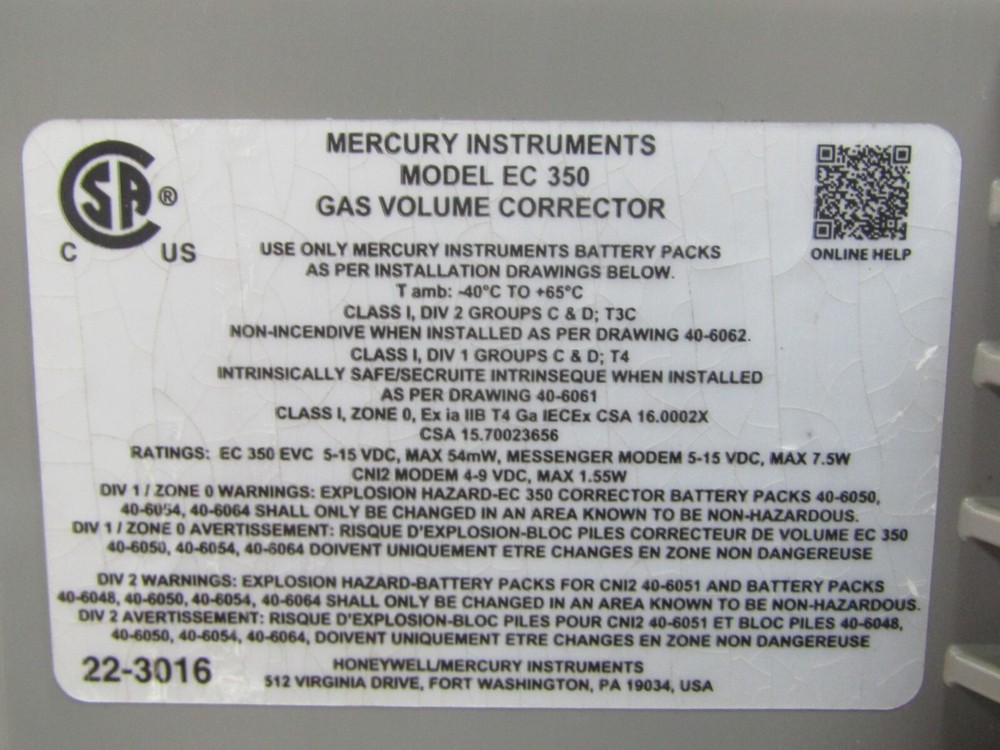 MERCURY INSTRUMENTS
MODEL EC 350
GAS VOLUME CORRECTOR
SA ®
C US
ONLINE HELP
USE ONLY MERCURY INSTRUMENTS BATTERY PACKS
AS PER INSTALLATION DRAWINGS BELOW.
T amb: -40°C TO +65°C
CLASS I, DIV 2 GROUPS C & D; T3C
NON-INCENDIVE WHEN INSTALLED AS PER DRAWING 40-6062.
CLASS I, DIV 1 GROUPS C & D; T4
INTRINSICALLY SAFE/SECRUITE INTRINSEQUE WHEN INSTALLED
AS PER DRAWING 40-6061
CLASS I, ZONE 0, Ex ia IIB T4 Ga IECEx CSA 16.0002X
CSA 15.70023656
RATINGS: EC 350 EVC 5-15 VDC, MAX 54mW, MESSENGER MODEM 5-15 VDC, MAX 7.5W
CNI2 MODEM 4-9 VDC, MAX 1.55W
DIV 1 / ZONE 0 WARNINGS: EXPLOSION HAZARD-EC 350 CORRECTOR BATTERY PACKS 40-6050,
40-6054, 40-6064 SHALL ONLY BE CHANGED IN AN AREA KNOWN TO BE NON-HAZARDOUS.
DIV 1 / ZONE 0 AVERTISSEMENT: RISQUE D'EXPLOSION-BLOC PILES CORRECTEUR DE VOLUME EC 350
40-6050, 40-6054, 40-6064 DOIVENT UNIQUEMENT ETRE CHANGES EN ZONE NON DANGEREUSE
DIV 2 WARNINGS: EXPLOSION HAZARD-BATTERY PACKS FOR CNI2 40-6051 AND BATTERY PACKS
40-6048, 40-6050, 40-6054, 40-6064 SHALL ONLY BE CHANGED IN AN AREA KNOWN TO BE NON-HAZARDOUS.
DIV 2 AVERTISSEMENT: RISQUE D'EXPLOSION-BLOC PILES POUR CNI2 40-6051 ET BLOC PILES 40-6048,
40-6050, 40-6054, 40-6064, DOIVENT UNIQUEMENT ETRE CHANGES EN ZONE NON DANGEREUSE
22-3016
HONEYWELL/MERCURY INSTRUMENTS
512 VIRGINIA DRIVE, FORT WASHINGTON, PA 19034, USA